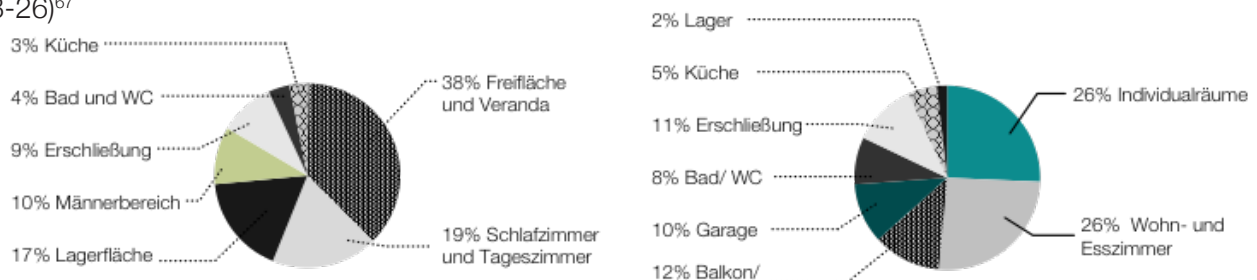 3-26)⁶⁷
3% Küche
4% Bad und WC
9% Erschließung
10% Männerbereich
17% Lagerfläche
38% Freifläche
und Veranda
19% Schlafzimmer
und Tageszimmer
2% Lager
5% Küche
11% Erschließung
8% Bad/ WC
10% Garage
12% Balkon/
26% Individualräume
26% Wohn- und
Esszimmer